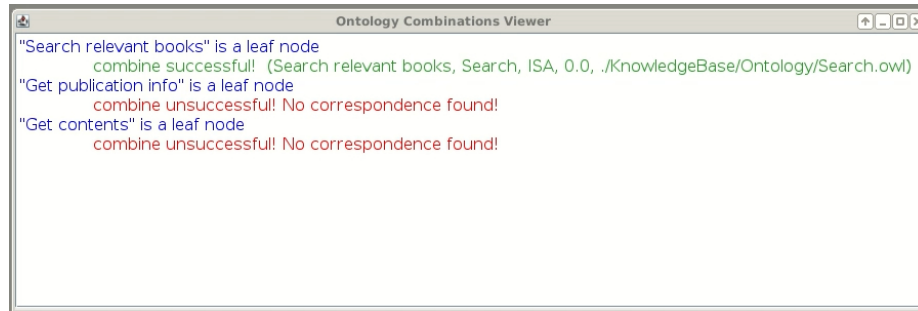 Ontology Combinations Viewer
"Search relevant books" is a leaf node
combine successful! (Search relevant books, Search, ISA, 0.0, ./KnowledgeBase/Ontology/Search.owl)
"Get publication info" is a leaf node
combine unsuccessful! No correspondence found!
"Get contents" is a leaf node
combine unsuccessful! No correspondence found!